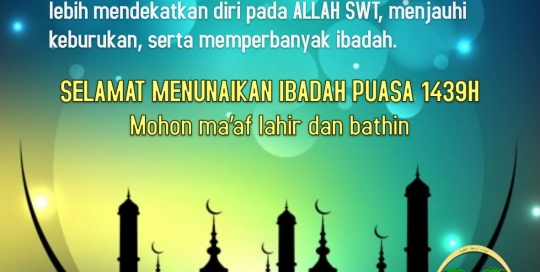 lebih mendekatkan diri pada ALLAH SWT, menjauhi
keburukan, serta memperbanyak ibadah.
SELAMAT MENUNAIKAN IBADAH PUASA 1439H
Mohon ma'af lahir dan bathin